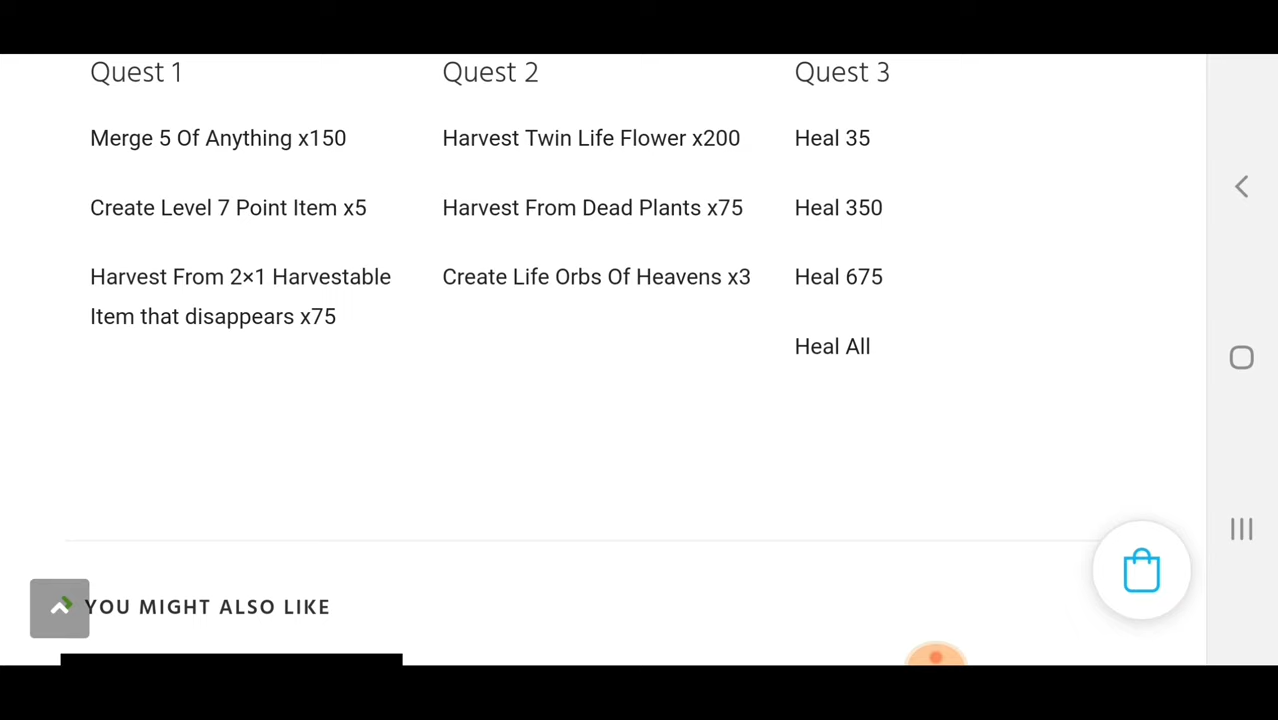 Quest 1
Merge 5 Of Anything x150
Create Level 7 Point Item x5
Harvest From 2×1 Harvestable
Item that disappears x75
Quest 2
Harvest Twin Life Flower x200
Harvest From Dead Plants x75
Create Life Orbs Of Heavens x3
Quest 3
Heal 35
Heal 350
Heal 675
Heal All
YOU MIGHT ALSO LIKE